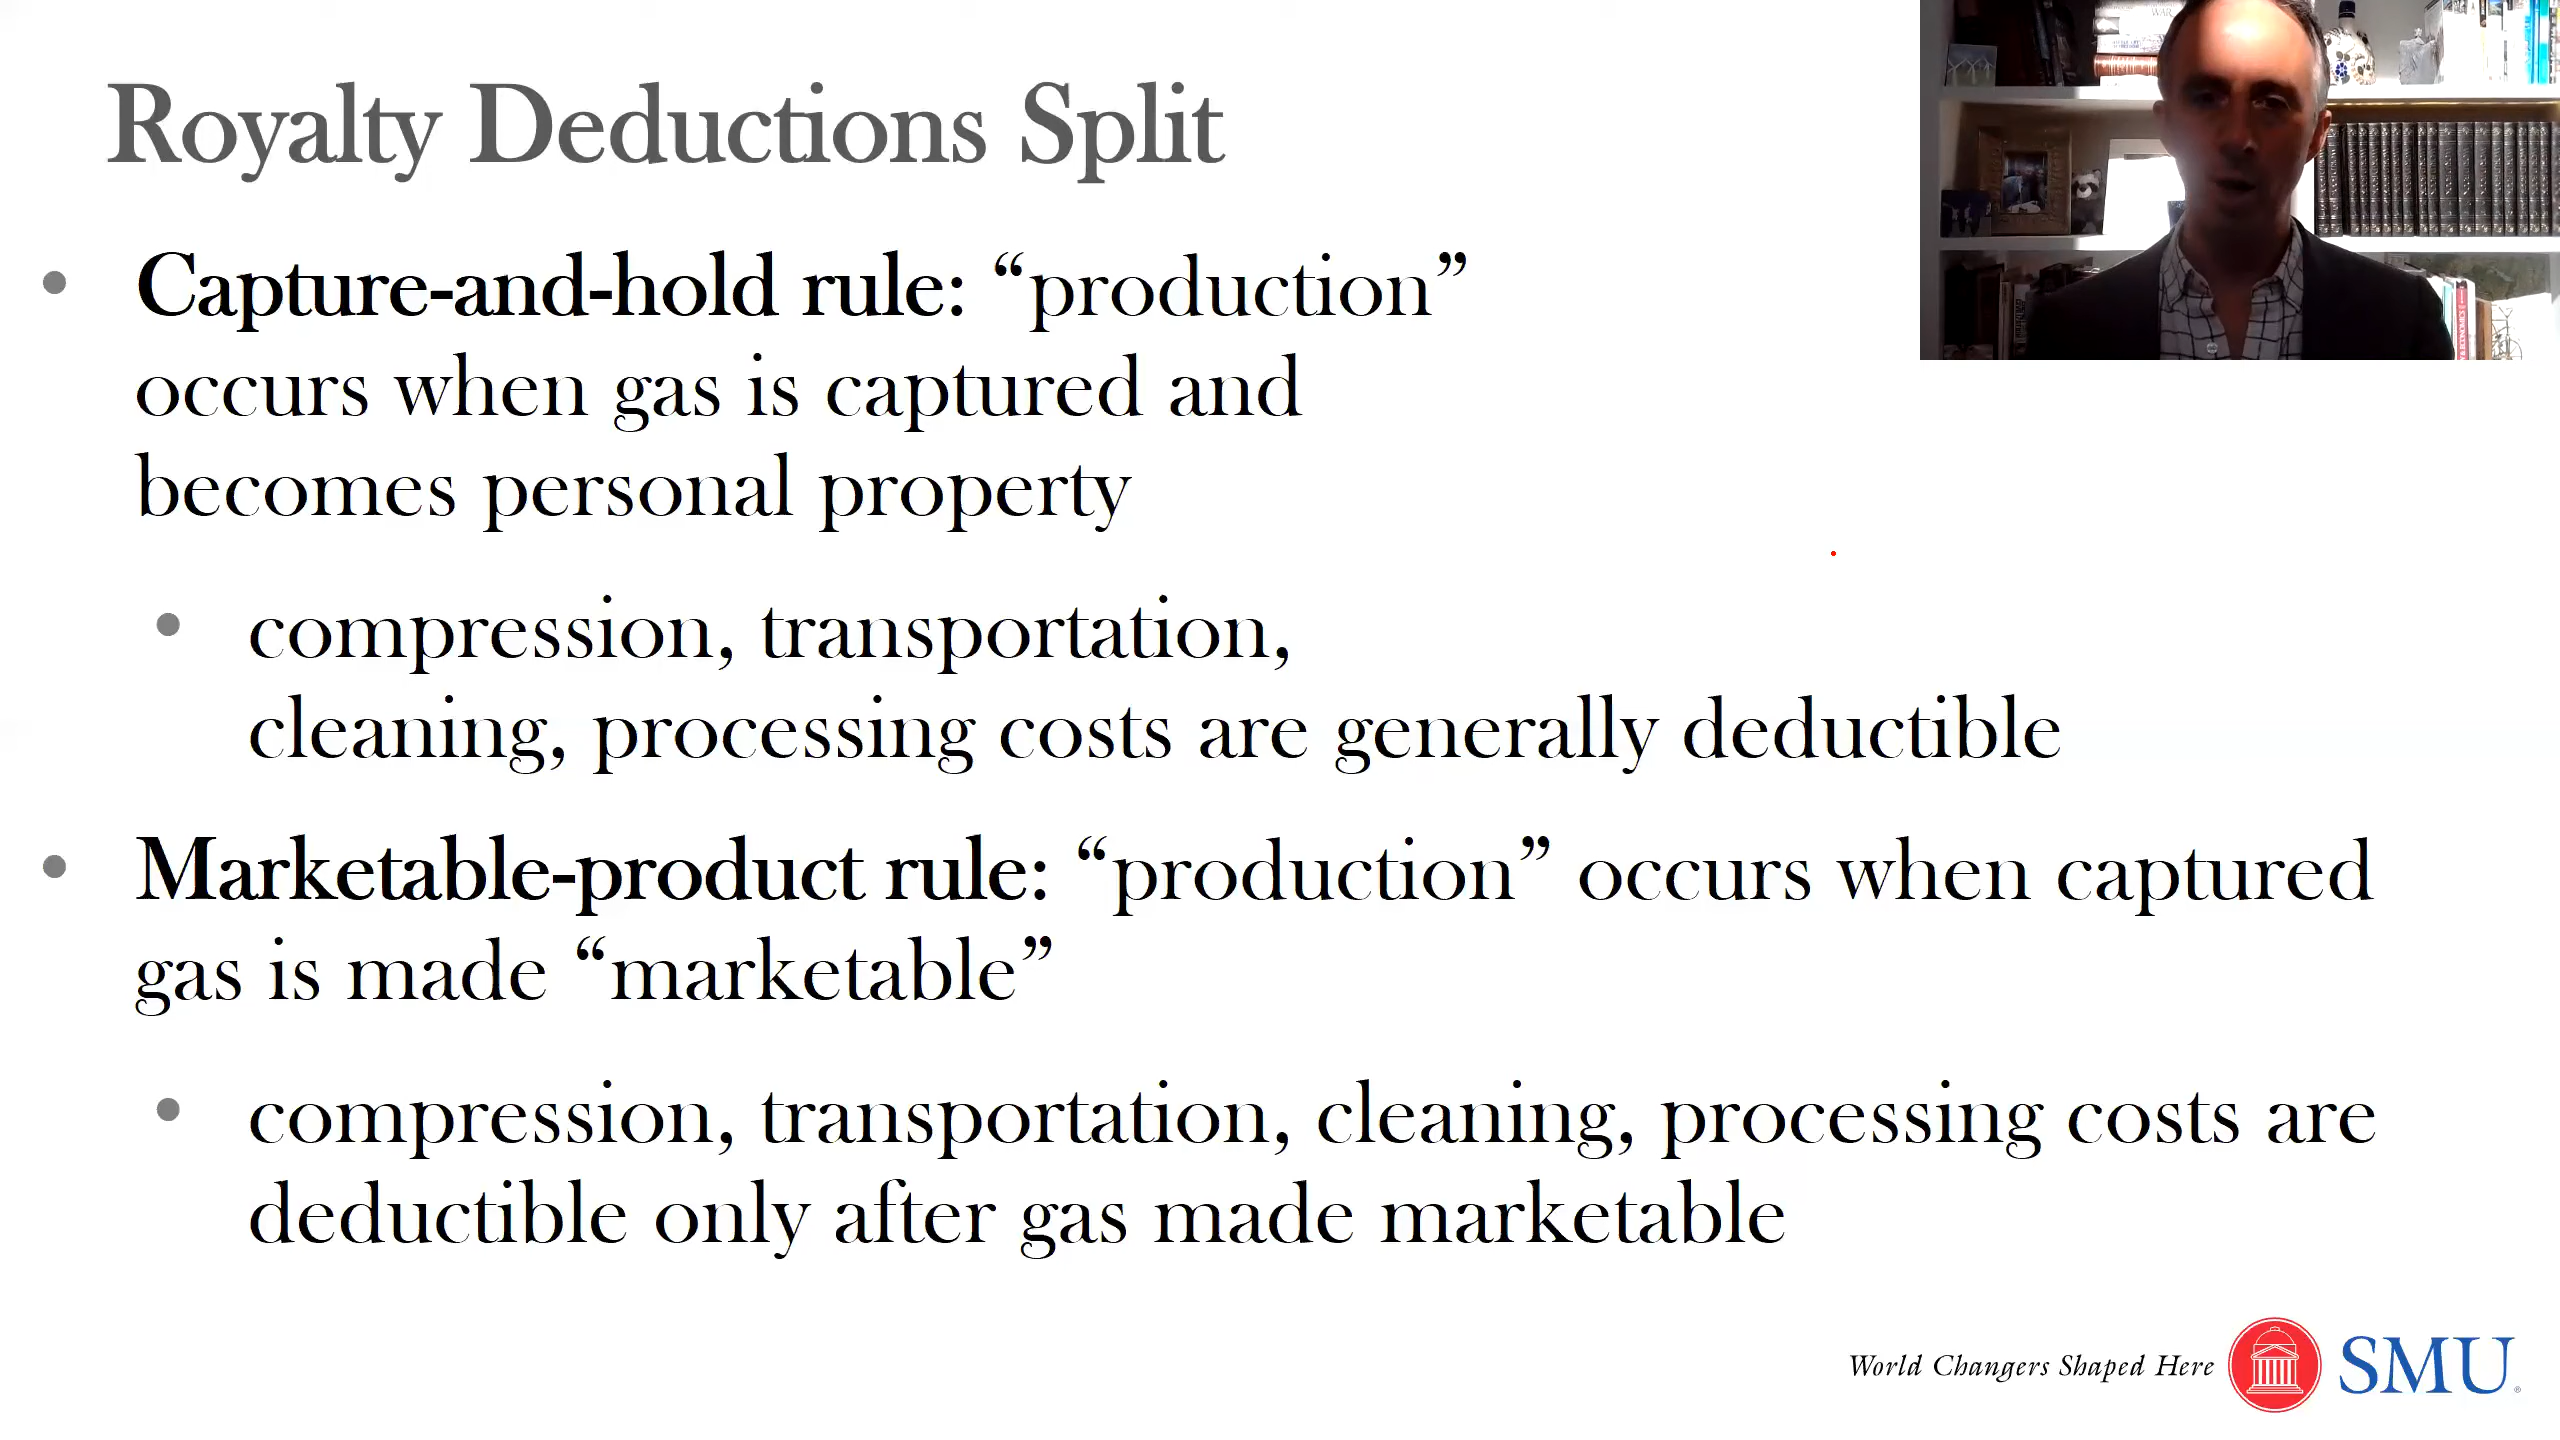 Royalty Deductions Split
• Capture-and-hold rule: “production”
occurs when gas is captured and
becomes personal property
• compression, transportation,
cleaning, processing costs are generally deductible
• Marketable-product rule: “production” occurs when captured
gas is made “marketable”
• compression, transportation, cleaning, processing costs are
deductible only after gas made marketable
World Changers Shaped Here SMU®